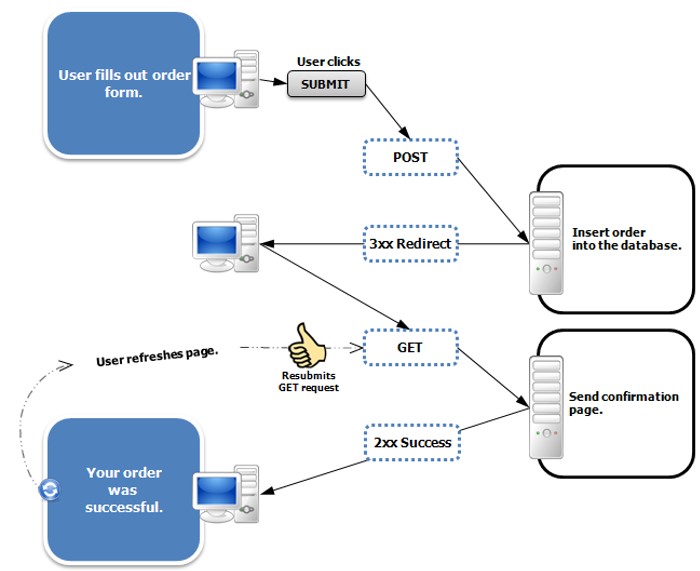 User fills out order
form.
User clicks
SUBMIT
POST
Insert order
into the database.
3xx Redirect
User refreshes page.
Resubmits
GET request
GET
Send confirmation
page.
2xx Success
Your order
was
successful.